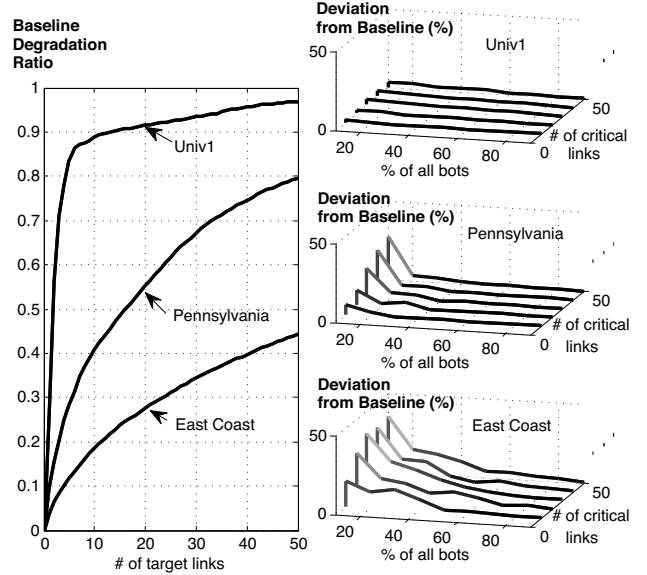 Baseline
Degradation
Ratio
1
0.9
0.8
0.7
0.6
0.5
0.4
0.3
0.2
0.1
0
0 10 20 30 40 50
# of target links
Univ1
Pennsylvania
East Coast
Deviation
from Baseline (%)
Univ1
50
0
20 40 60 80
% of all bots
0
50
# of critical
links
Deviation
from Baseline (%)
Pennsylvania
50
0
20 40 60 80
% of all bots
0
50
# of critical
links
Deviation
from Baseline (%)
East Coast
50
0
20 40 60 80
% of all bots
0
50
# of critical
links